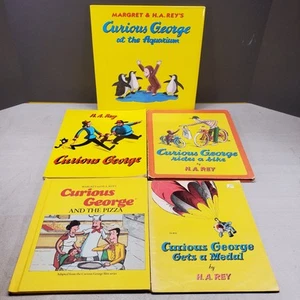 MARGRET & H.A. REY'S
Curious George
at the Aquarium
H. A. Rey
Curious George
Curious George
rides a bike
by
H.A. REY
Curious
George
AND THE PIZZA
Curious George
Gets a Medal
by
H.A. REY